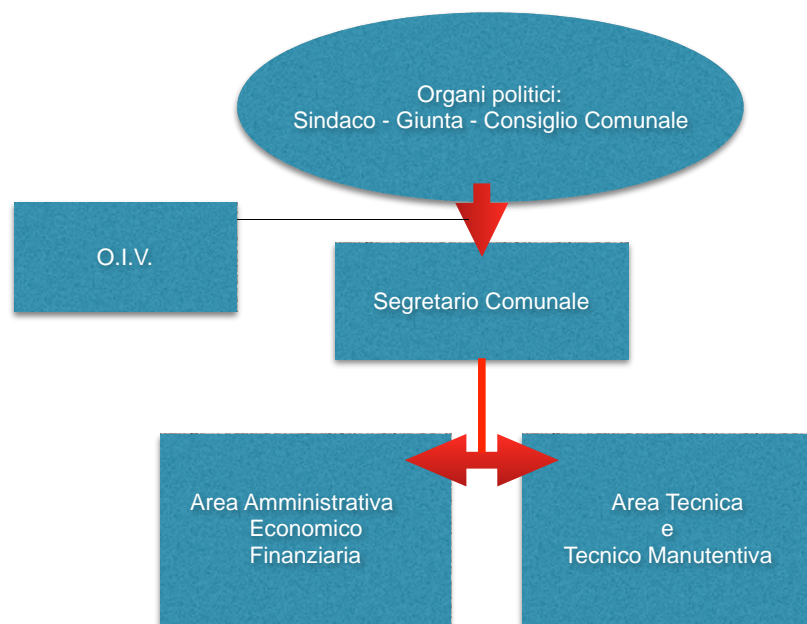 Organi politici:
Sindaco - Giunta - Consiglio Comunale
O.I.V.
Segretario Comunale
Area Amministrativa
Economico
Finanziaria
Area Tecnica
e
Tecnico Manutentiva